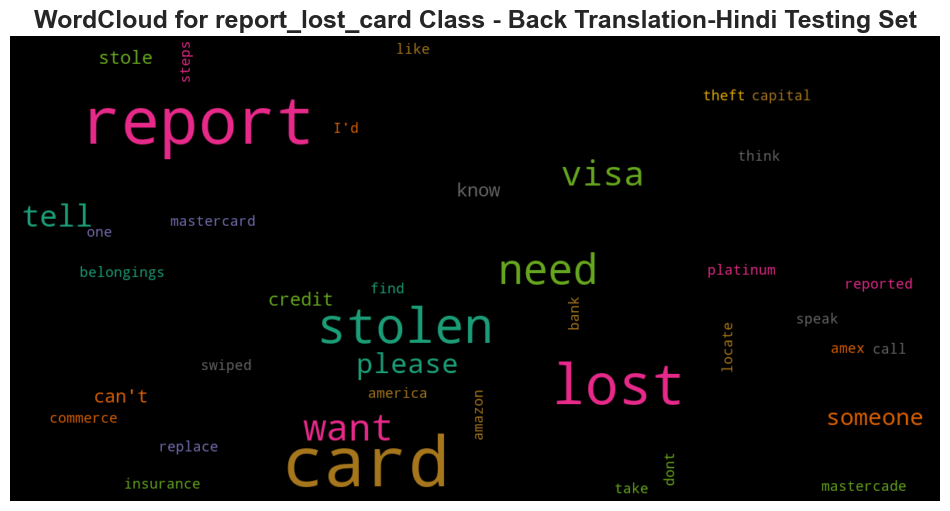 WordCloud for report_lost_card Class - Back Translation-Hindi Testing Set
like
stole
steps
theft capital
report
I'd
think
visa
know
tell
mastercard
one
belongings
need
platinum
reported
find
credit
bank
stolen
speak
locate
amex call
please
swiped
lost
can't
america
amazon
commerce
someone
want
replace
card
dont
insurance
take
mastercade